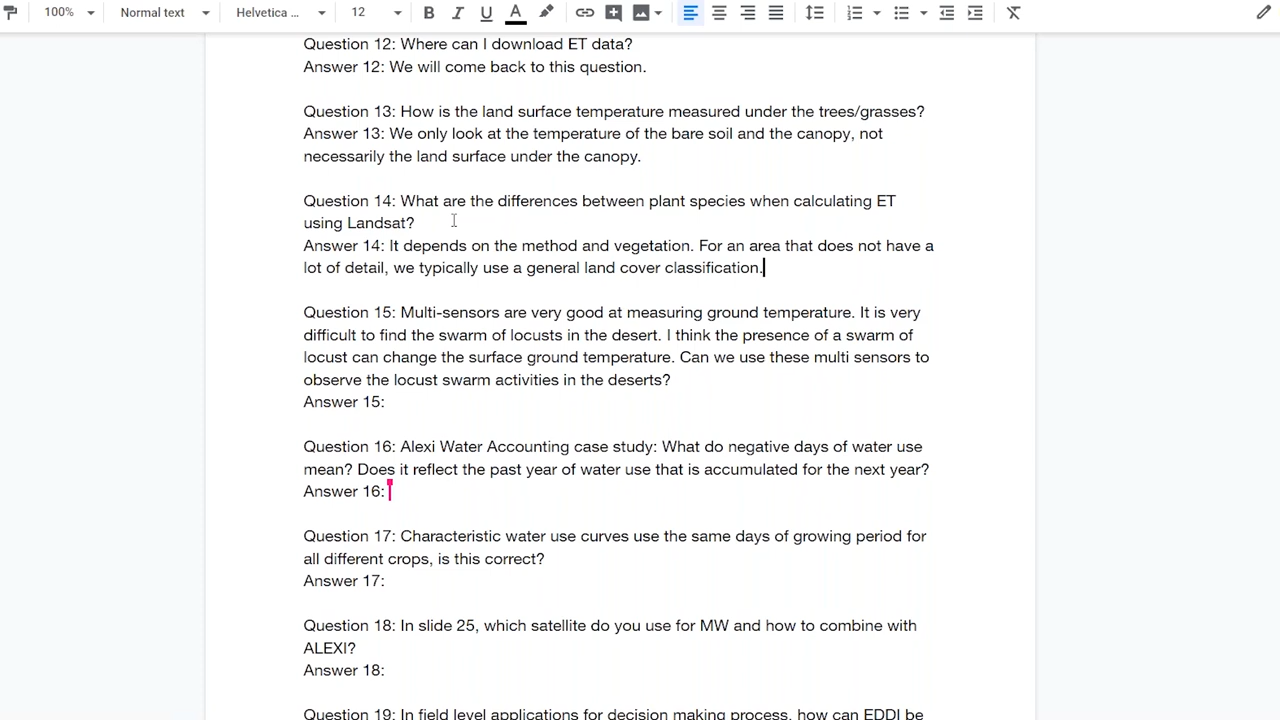 100%
Normal text
Helvetica ...
12
B I U A
Question 12: Where can I download ET data?
Answer 12: We will come back to this question.
Question 13: How is the land surface temperature measured under the trees/grasses?
Answer 13: We only look at the temperature of the bare soil and the canopy, not
necessarily the land surface under the canopy.
Question 14: What are the differences between plant species when calculating ET
using Landsat?
Answer 14: It depends on the method and vegetation. For an area that does not have a
lot of detail, we typically use a general land cover classification.
Question 15: Multi-sensors are very good at measuring ground temperature. It is very
difficult to find the swarm of locusts in the desert. I think the presence of a swarm of
locust can change the surface ground temperature. Can we use these multi sensors to
observe the locust swarm activities in the deserts?
Answer 15:
Question 16: Alexi Water Accounting case study: What do negative days of water use
mean? Does it reflect the past year of water use that is accumulated for the next year?
Answer 16:
Question 17: Characteristic water use curves use the same days of growing period for
all different crops, is this correct?
Answer 17:
Question 18: In slide 25, which satellite do you use for MW and how to combine with
ALEXI?
Answer 18:
Question 19: In field level applications for decision making process, how can EDDI be